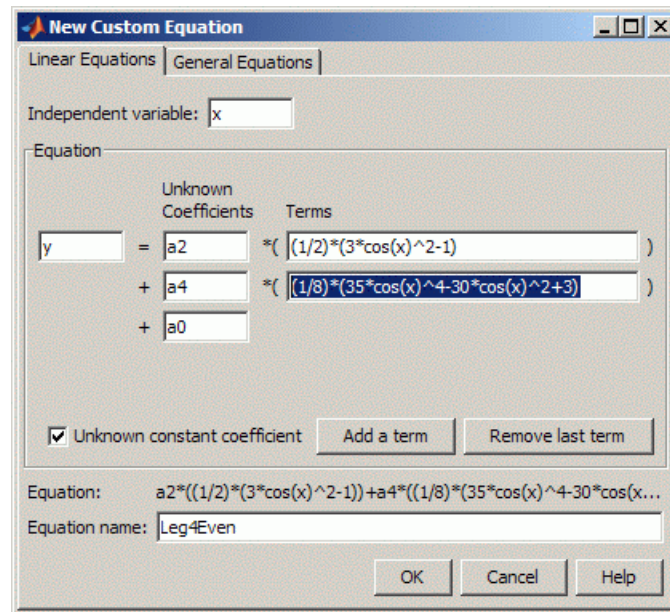 New Custom Equation
Linear Equations General Equations
Independent variable: x
Equation
Unknown
Coefficients Terms
y = a2 *( (1/2)*(3*cos(x)^2-1) )
+ a4 *( (1/8)*(35*cos(x)^4-30*cos(x)^2+3) )
+ a0
Unknown constant coefficient Add a term Remove last term
Equation: a2*((1/2)*(3*cos(x)^2-1))+a4*((1/8)*(35*cos(x)^4-30*cos(x...
Equation name: Leg4Even
OK Cancel Help